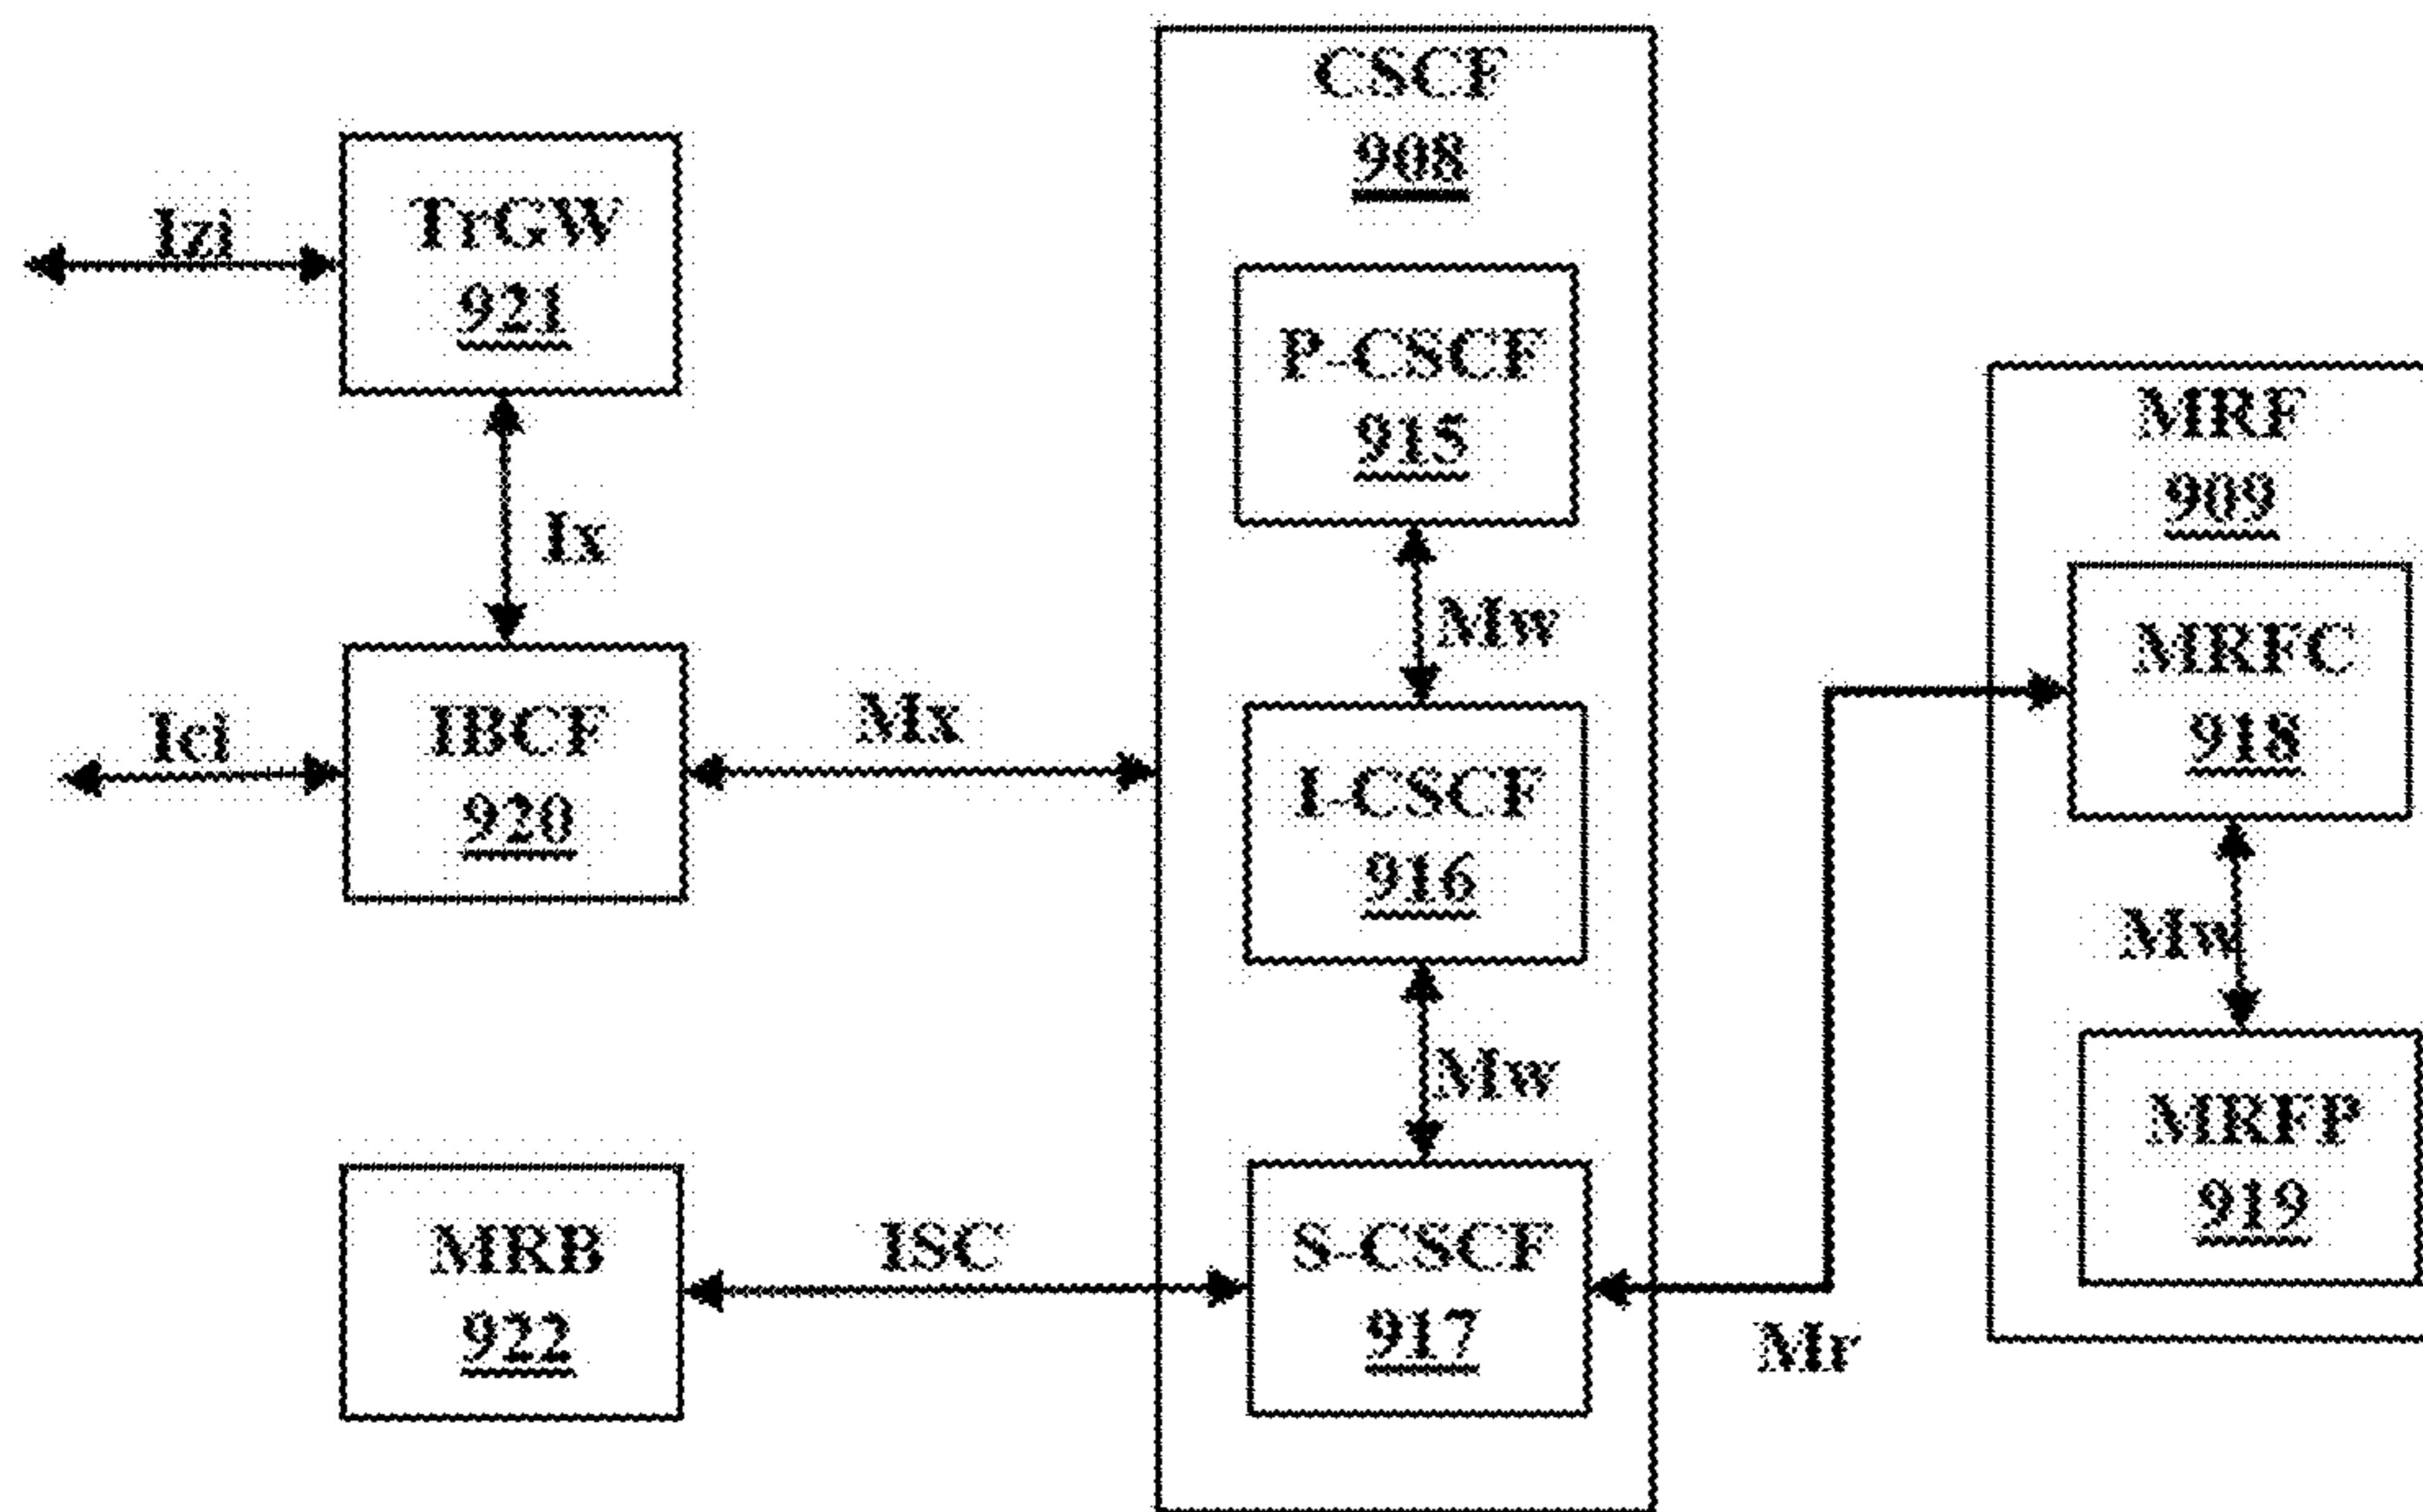 Izi
TrGW
921
Ix
Ici
IBCF
920
Mx
MRB
922
ISC
CSCF
908
P-CSCF
915
Mw
I-CSCF
916
Mw
S-CSCF
917
Mr
MRF
909
MRFC
918
Mw
MRFP
919